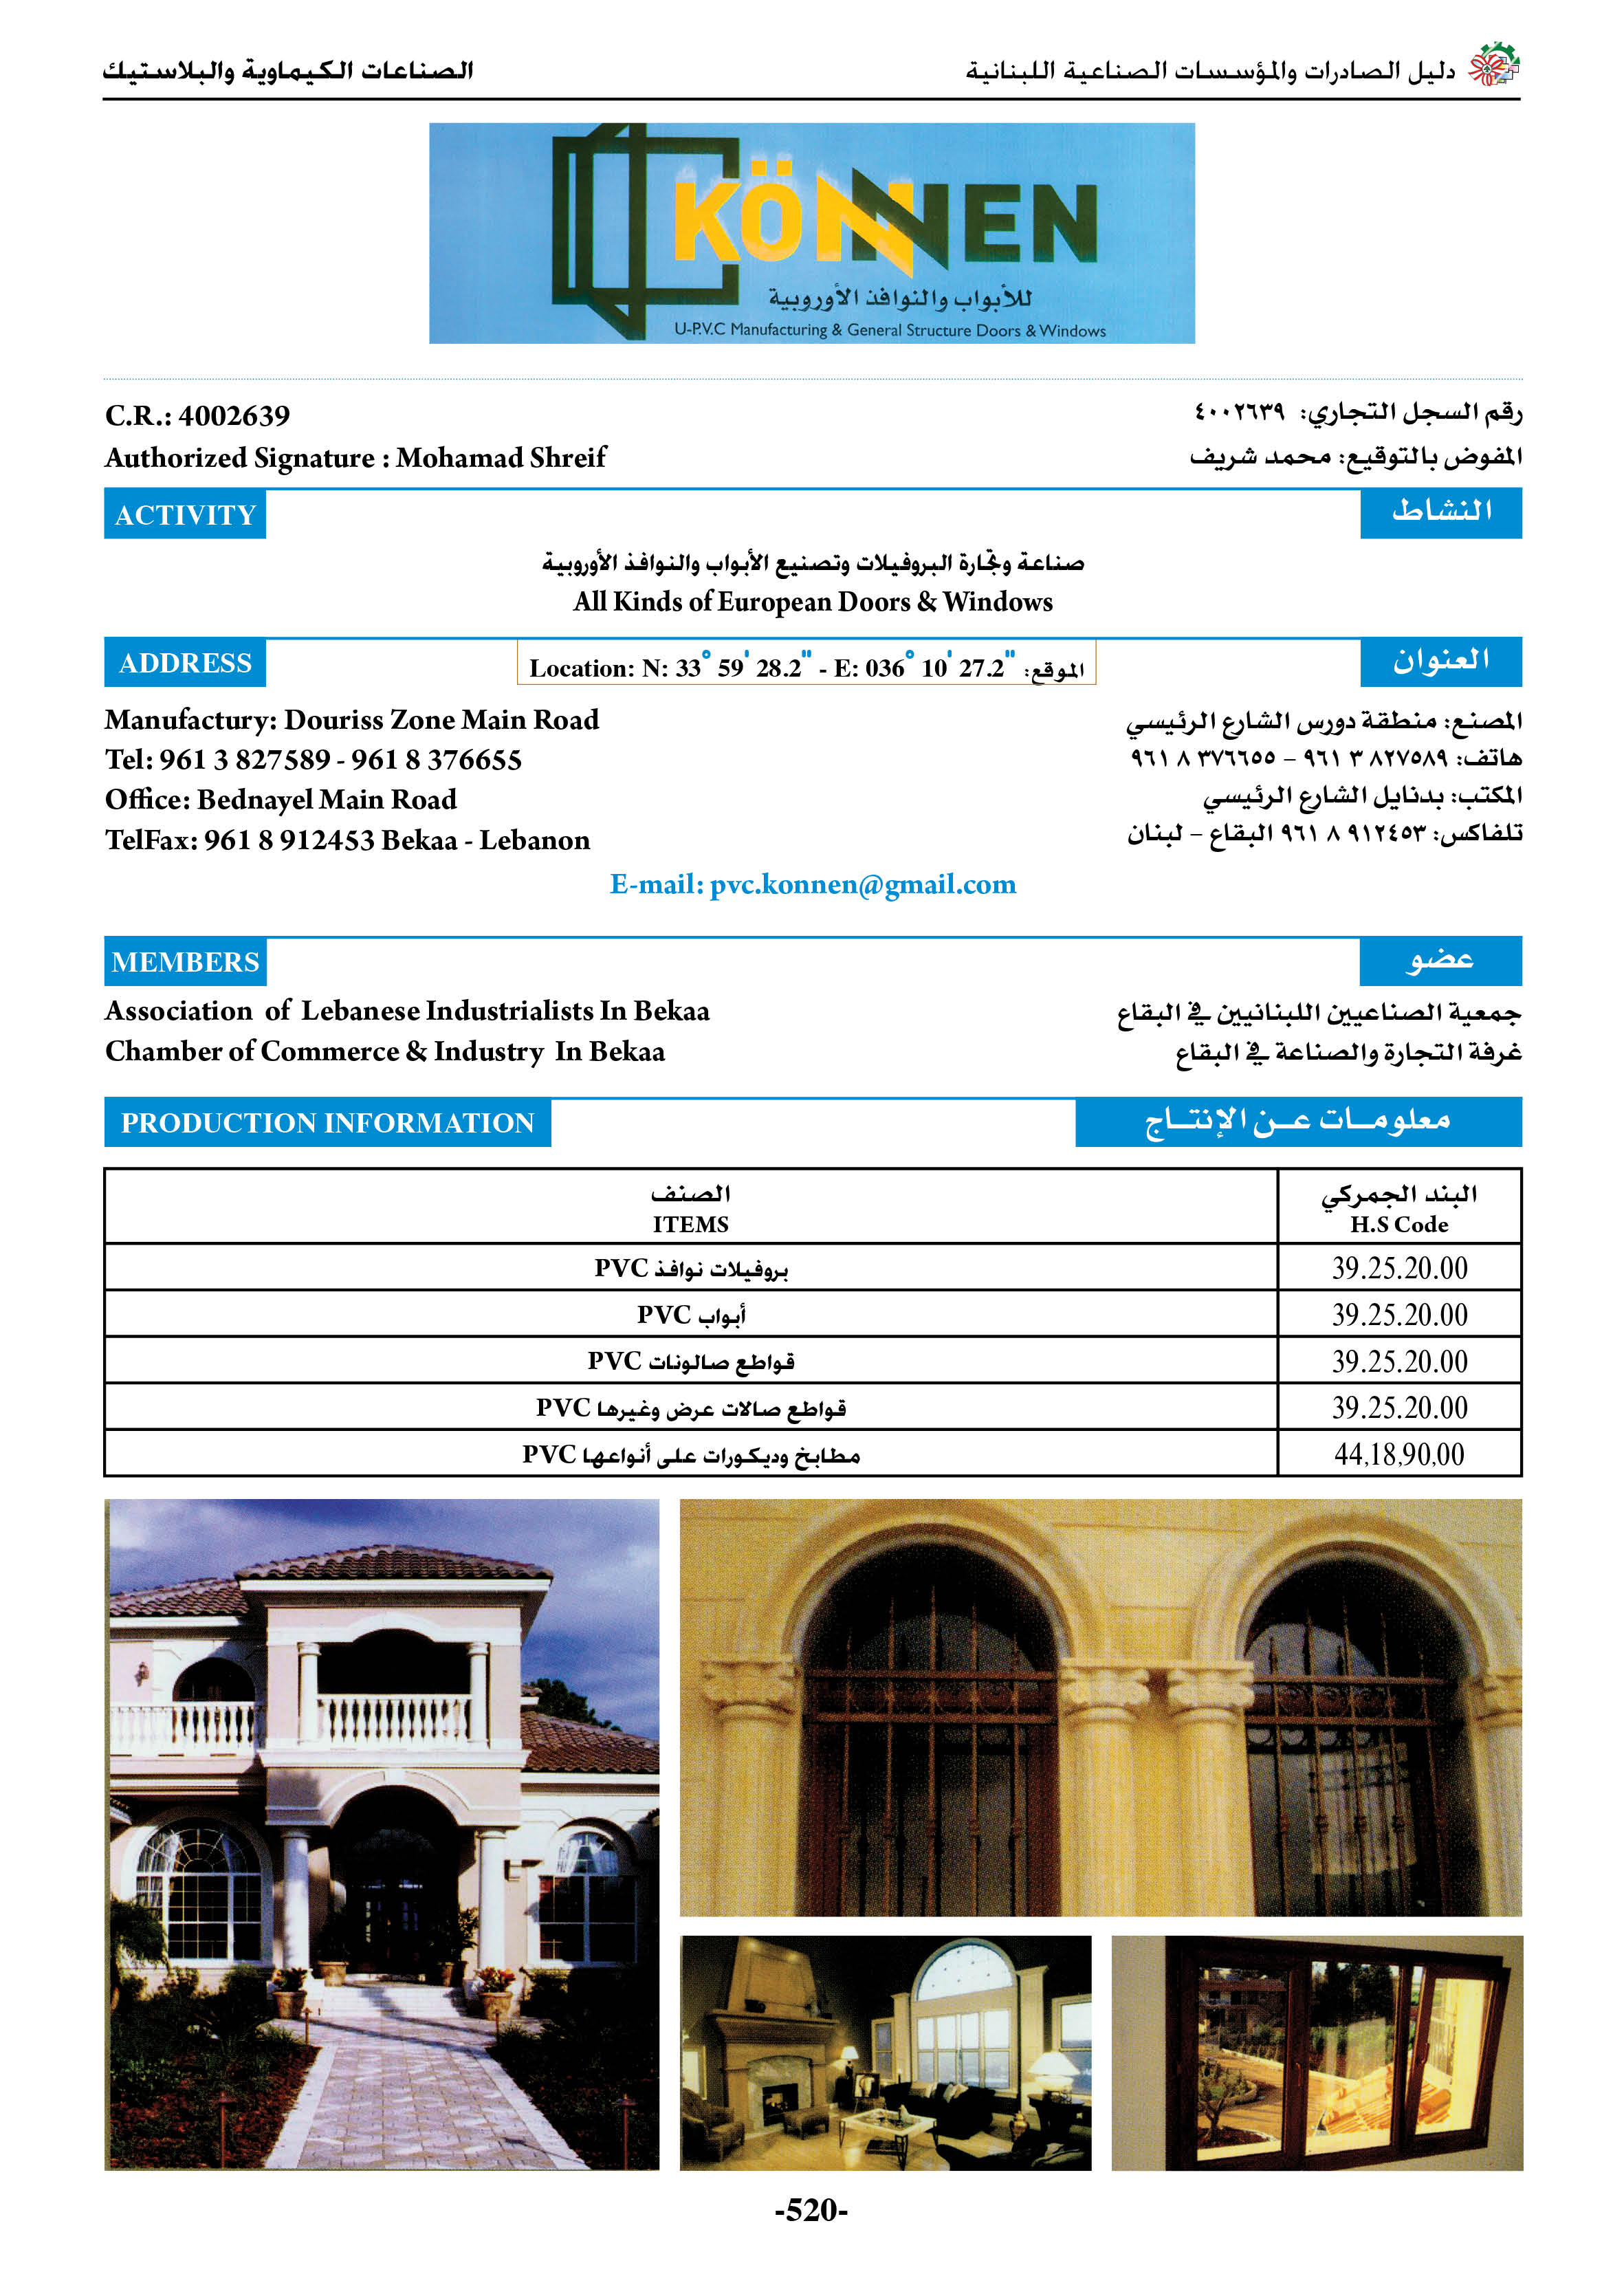 دليل الصادرات والمؤسسات الصناعية اللبنانية
الصناعات الكيماوية والبلاستيك
KÖNNEN
للأبواب والنوافذ الأوروبية
U-P.V.C Manufacturing & General Structure Doors & Windows
C.R.: 4002639
رقم السجل التجاري: ٤٠٠٢٦٣٩
Authorized Signature : Mohamad Shreif
المفوض بالتوقيع: محمد شريف
ACTIVITY
النشاط
صناعة وتجارة البروفيلات وتصنيع الأبواب والنوافذ الأوروبية
All Kinds of European Doors & Windows
ADDRESS
Location: N: 33° 59' 28.2" - E: 036° 10' 27.2" :الموقع
العنوان
Manufactury: Douriss Zone Main Road
Tel: 961 3 827589 - 961 8 376655
Office: Bednayel Main Road
TelFax: 961 8 912453 Bekaa - Lebanon
المصنع: منطقة دورس الشارع الرئيسي
هاتف: ٨٢٧٥٨٩ ٣ ٩٦١ – ٣٧٦٦٥٥ ٨ ٩٦١
المكتب: بدنايل الشارع الرئيسي
تلفاكس: ٩١٢٤٥٣ ٨ ٩٦١ البقاع – لبنان
E-mail: pvc.konnen@gmail.com
MEMBERS
عضو
Association of Lebanese Industrialists In Bekaa
Chamber of Commerce & Industry In Bekaa
جمعية الصناعيين اللبنانيين في البقاع
غرفة التجارة والصناعة في البقاع
PRODUCTION INFORMATION
معلومــات عــن الإنتــاج
الصنف
ITEMS
البند الجمركي
H.S Code
بروفيلات نوافذ PVC
39.25.20.00
أبواب PVC
39.25.20.00
قواطع صالونات PVC
39.25.20.00
قواطع صالات عرض وغيرها PVC
39.25.20.00
مطابخ وديكورات على أنواعها PVC
44,18,90,00
-520-